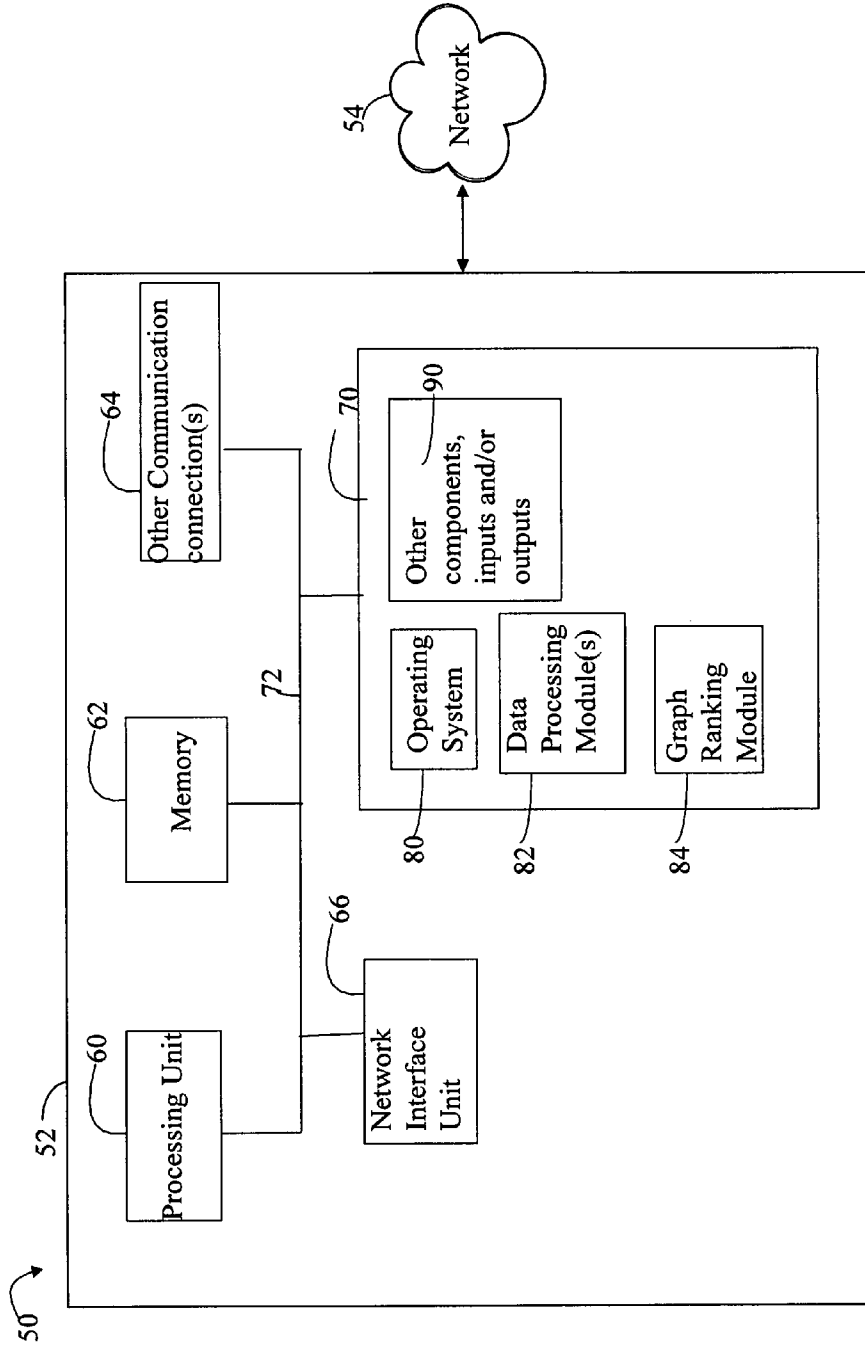 50
52
60
Processing Unit
62
Memory
64
Other Communication
connection(s)
72
66
Network
Interface
Unit
70
80
Operating
System
82
Data
Processing
Module(s)
84
Graph
Ranking
Module
90
Other
components,
inputs and/or
outputs
54
Network